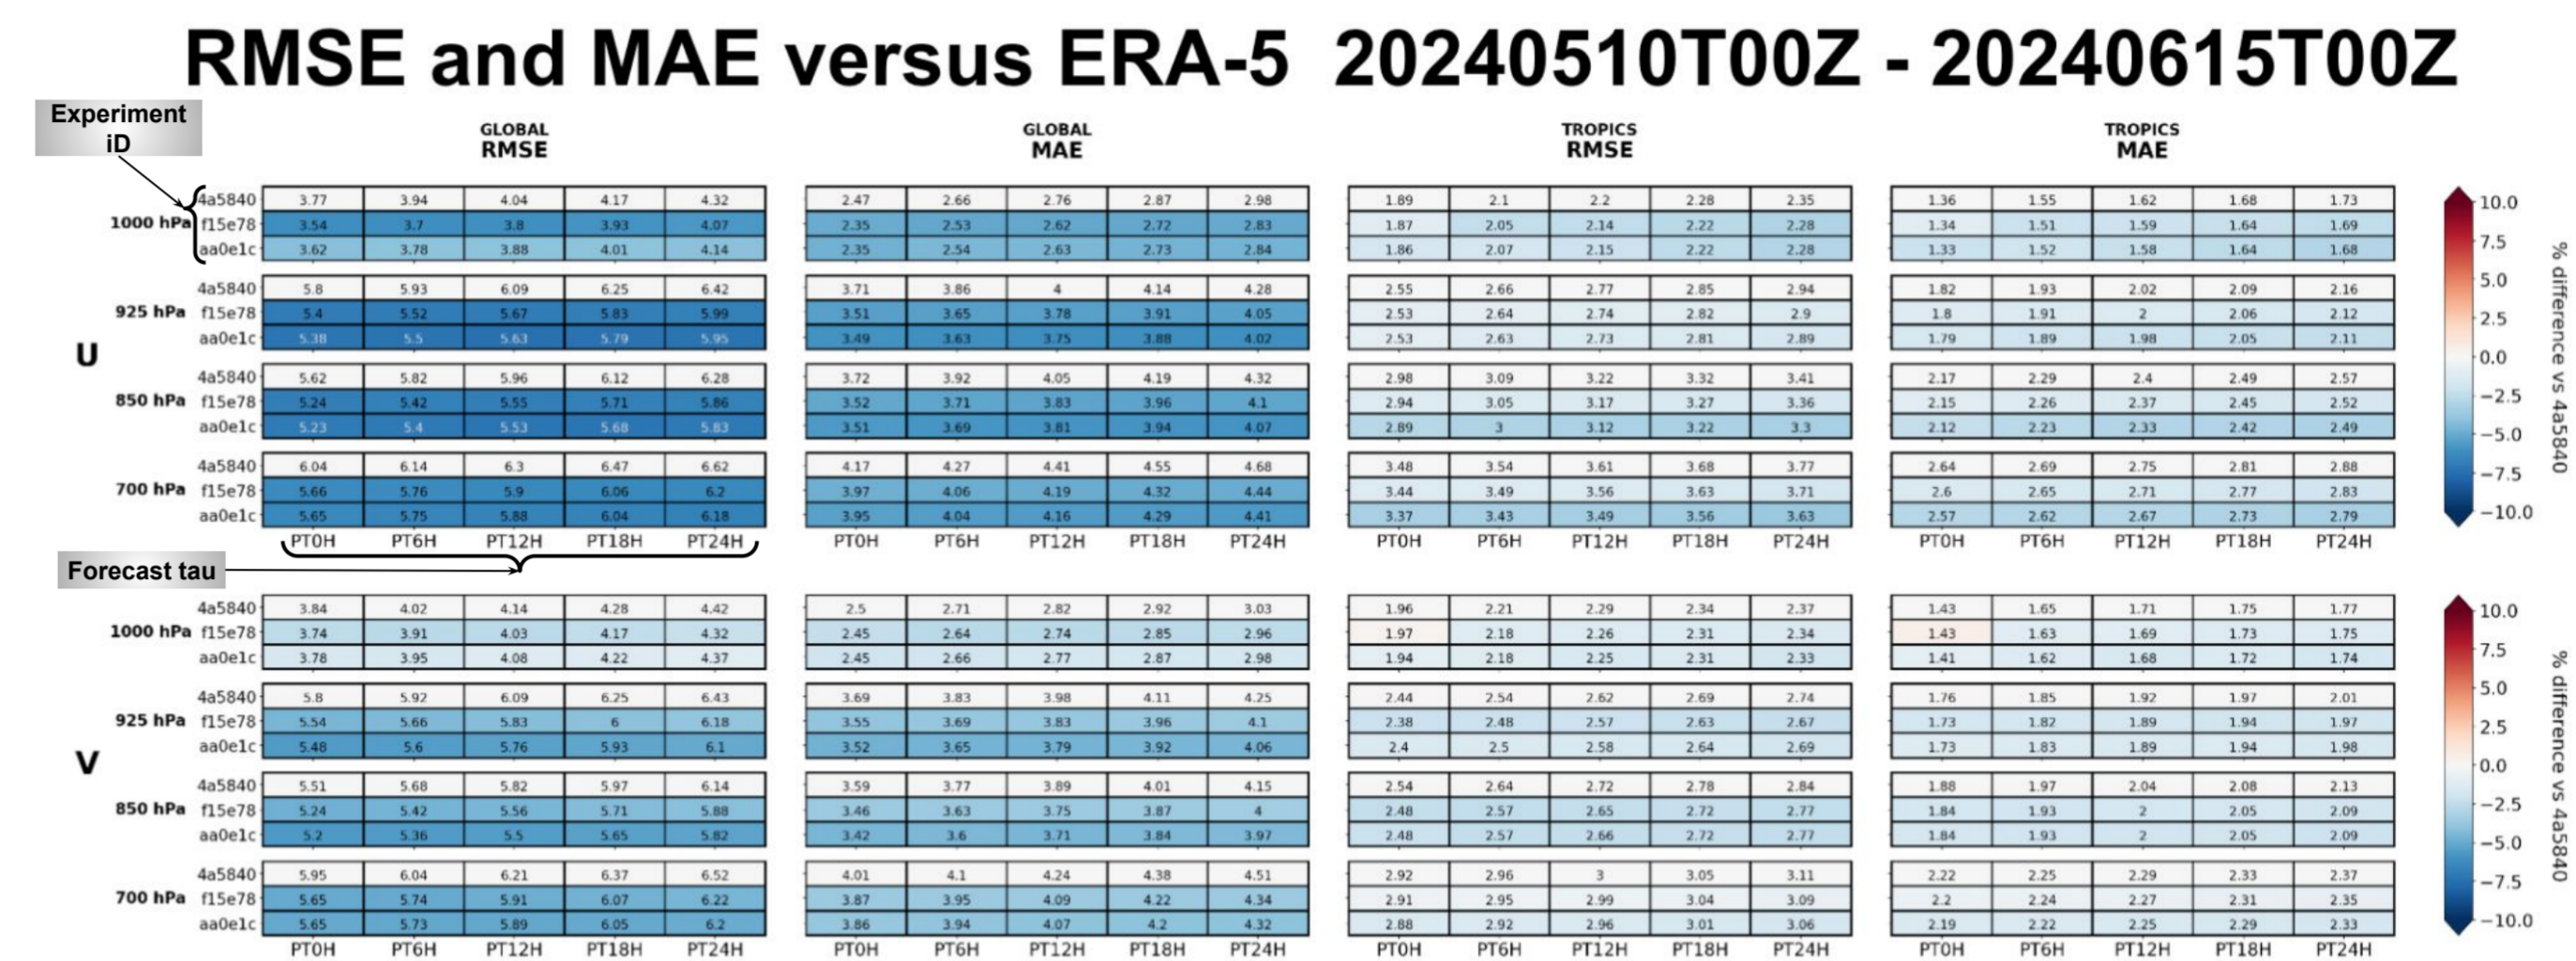 RMSE and MAE versus ERA-5 20240510T00Z - 20240615T00Z
Experiment
iD
GLOBAL GLOBAL TROPICS TROPICS
RMSE MAE RMSE MAE
4a5840 3.77 3.94 4.04 4.17 4.32 2.47 2.66 2.76 2.87 2.98 1.89 2.1 2.2 2.28 2.35 1.36 1.55 1.62 1.68 1.73
1000 hPa f15e78 3.54 3.7 3.8 3.93 4.07 2.35 2.53 2.62 2.72 2.83 1.87 2.05 2.14 2.22 2.28 1.34 1.51 1.59 1.64 1.69
aa0e1c 3.62 3.78 3.88 4.01 4.14 2.35 2.54 2.63 2.73 2.84 1.86 2.07 2.15 2.22 2.28 1.33 1.52 1.58 1.64 1.68
4a5840 5.8 5.93 6.09 6.25 6.42 3.71 3.86 4 4.14 4.28 2.55 2.66 2.77 2.85 2.94 1.82 1.93 2.02 2.09 2.16
925 hPa f15e78 5.4 5.52 5.67 5.83 5.99 3.51 3.65 3.78 3.91 4.05 2.53 2.64 2.74 2.82 2.9 1.8 1.91 2 2.06 2.12
aa0e1c 5.38 5.5 5.63 5.79 5.95 3.49 3.63 3.75 3.88 4.02 2.53 2.63 2.73 2.81 2.89 1.79 1.89 1.98 2.05 2.11
U
4a5840 5.62 5.82 5.96 6.12 6.28 3.72 3.92 4.05 4.19 4.32 2.98 3.09 3.22 3.32 3.41 2.17 2.29 2.4 2.49 2.57
850 hPa f15e78 5.24 5.42 5.55 5.71 5.86 3.52 3.71 3.83 3.96 4.1 2.94 3.05 3.17 3.27 3.36 2.15 2.26 2.37 2.45 2.52
aa0e1c 5.23 5.4 5.53 5.68 5.83 3.51 3.69 3.81 3.94 4.07 2.89 3 3.12 3.22 3.3 2.12 2.23 2.33 2.42 2.49
4a5840 6.04 6.14 6.3 6.47 6.62 4.17 4.27 4.41 4.55 4.68 3.48 3.54 3.61 3.68 3.77 2.64 2.69 2.75 2.81 2.88
700 hPa f15e78 5.66 5.76 5.9 6.06 6.2 3.97 4.06 4.19 4.32 4.44 3.44 3.49 3.56 3.63 3.71 2.6 2.65 2.71 2.77 2.83
aa0e1c 5.65 5.75 5.88 6.04 6.18 3.95 4.04 4.16 4.29 4.41 3.37 3.43 3.49 3.56 3.63 2.57 2.62 2.67 2.73 2.79
PT0H PT6H PT12H PT18H PT24H PT0H PT6H PT12H PT18H PT24H PT0H PT6H PT12H PT18H PT24H PT0H PT6H PT12H PT18H PT24H
10.0
7.5
5.0
2.5
0.0
−2.5
−5.0
−7.5
−10.0
% difference vs 4a5840
Forecast tau
4a5840 3.84 4.02 4.14 4.28 4.42 2.5 2.71 2.82 2.92 3.03 1.96 2.21 2.29 2.34 2.37 1.43 1.65 1.71 1.75 1.77
1000 hPa f15e78 3.74 3.91 4.03 4.17 4.32 2.45 2.64 2.74 2.85 2.96 1.97 2.18 2.26 2.31 2.34 1.43 1.63 1.69 1.73 1.75
aa0e1c 3.78 3.95 4.08 4.22 4.37 2.45 2.66 2.77 2.87 2.98 1.94 2.18 2.25 2.31 2.33 1.41 1.62 1.68 1.72 1.74
4a5840 5.8 5.92 6.09 6.25 6.43 3.69 3.83 3.98 4.11 4.25 2.44 2.54 2.62 2.69 2.74 1.76 1.85 1.92 1.97 2.01
925 hPa f15e78 5.54 5.66 5.83 6 6.18 3.55 3.69 3.83 3.96 4.1 2.38 2.48 2.57 2.63 2.67 1.73 1.82 1.89 1.94 1.97
aa0e1c 5.48 5.6 5.76 5.93 6.1 3.52 3.65 3.79 3.92 4.06 2.4 2.5 2.58 2.64 2.69 1.73 1.83 1.89 1.94 1.98
V
4a5840 5.51 5.68 5.82 5.97 6.14 3.59 3.77 3.89 4.01 4.15 2.54 2.64 2.72 2.78 2.84 1.88 1.97 2.04 2.08 2.13
850 hPa f15e78 5.24 5.42 5.56 5.71 5.88 3.46 3.63 3.75 3.87 4 2.48 2.57 2.65 2.72 2.77 1.84 1.93 2 2.05 2.09
aa0e1c 5.2 5.36 5.5 5.65 5.82 3.42 3.6 3.71 3.84 3.97 2.48 2.57 2.66 2.72 2.77 1.84 1.93 2 2.05 2.09
4a5840 5.95 6.04 6.21 6.37 6.52 4.01 4.1 4.24 4.38 4.51 2.92 2.96 3 3.05 3.11 2.22 2.25 2.29 2.33 2.37
700 hPa f15e78 5.65 5.74 5.91 6.07 6.22 3.87 3.95 4.09 4.22 4.34 2.91 2.95 2.99 3.04 3.09 2.2 2.24 2.27 2.31 2.35
aa0e1c 5.65 5.73 5.89 6.05 6.2 3.86 3.94 4.07 4.2 4.32 2.88 2.92 2.96 3.01 3.06 2.19 2.22 2.25 2.29 2.33
PT0H PT6H PT12H PT18H PT24H PT0H PT6H PT12H PT18H PT24H PT0H PT6H PT12H PT18H PT24H PT0H PT6H PT12H PT18H PT24H
10.0
7.5
5.0
2.5
0.0
−2.5
−5.0
−7.5
−10.0
% difference vs 4a5840